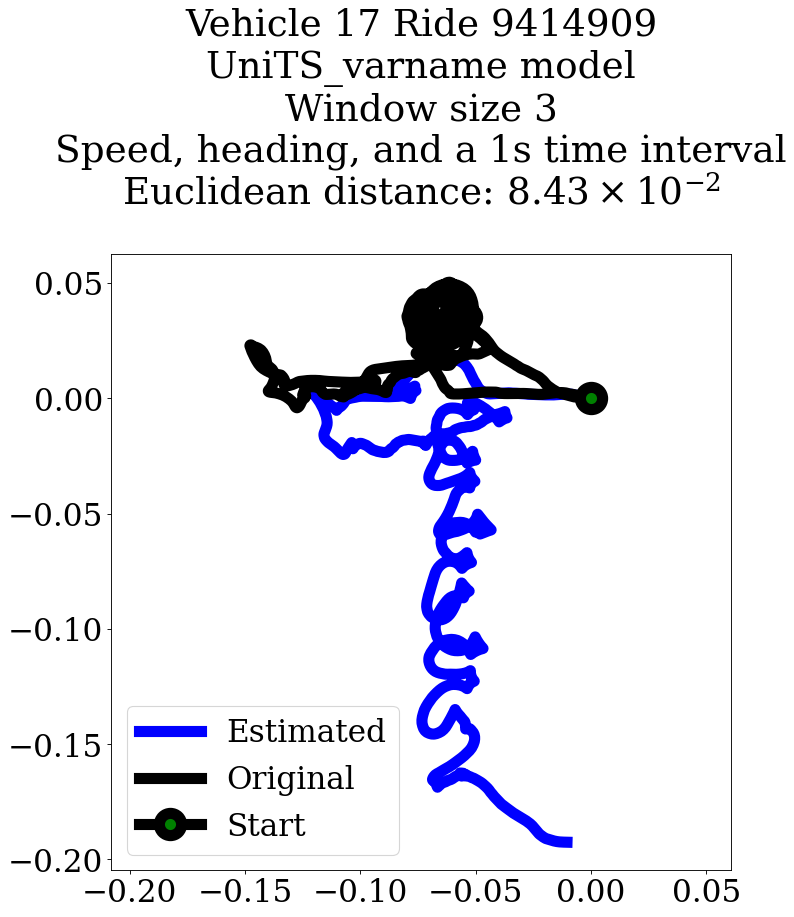 Vehicle 17 Ride 9414909
UniTS_varname model
Window size 3
Speed, heading, and a 1s time interval
Euclidean distance: 8.43 × 10⁻²
0.05
0.00
−0.05
−0.10
−0.15
−0.20
Estimated
Original
Start
−0.20 −0.15 −0.10 −0.05 0.00 0.05